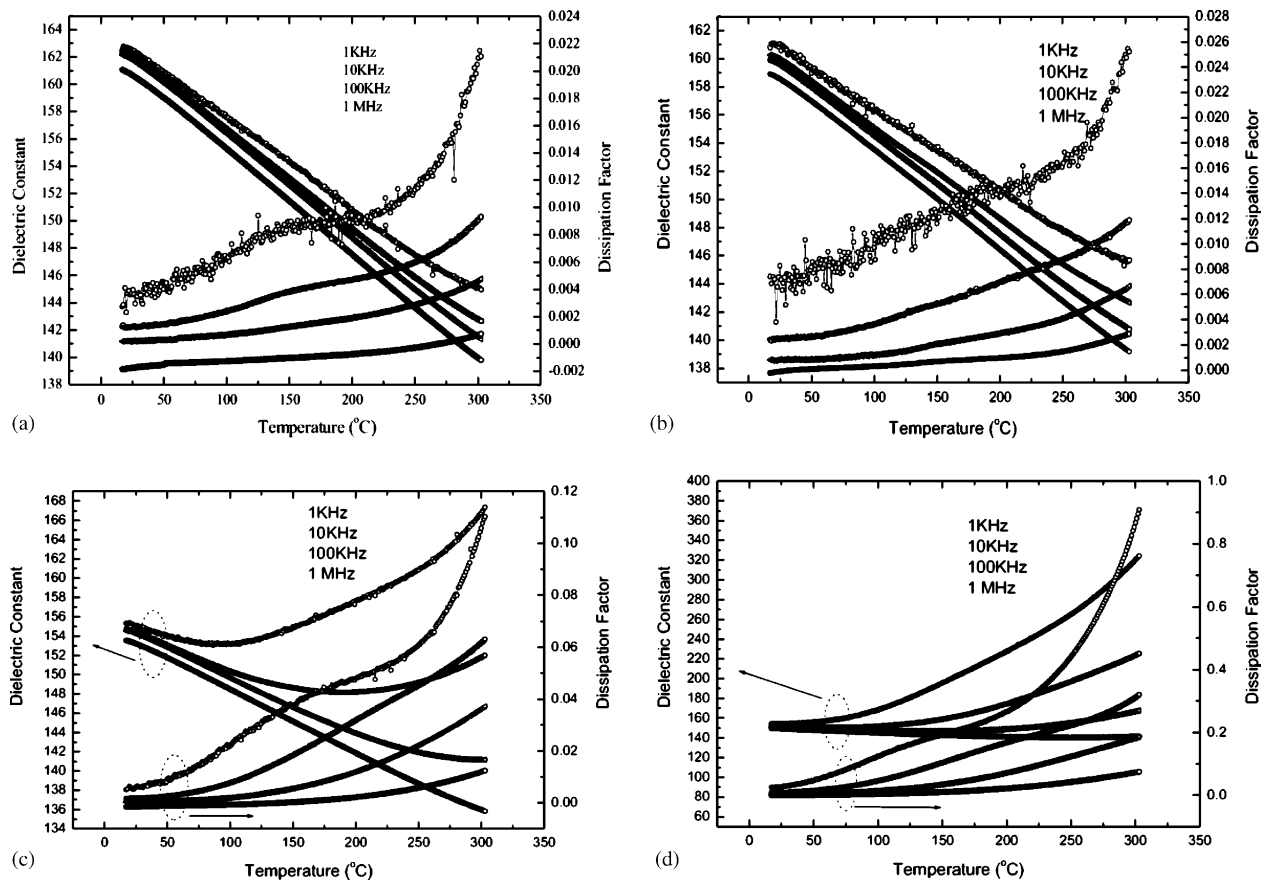 0.024
164
0.022
162
1KHz
0.020
160
10KHz
0.018
158
100KHz
0.016
156
1 MHz
0.014
154
0.012
152
0.010
150
0.008
148
0.006
146
0.004
144
0.002
142
0.000
140
-0.002
138
0 50 100 150 200 250 300 350
Dielectric Constant
Dissipation Factor
Temperature (°C)
(a)
0.028
162
0.026
160
1KHz
0.024
158
10KHz
0.022
156
100KHz
0.020
154
1 MHz
0.018
152
0.016
150
0.014
148
0.012
146
0.010
144
0.008
142
0.006
140
0.004
138
0.002
0.000
0 50 100 150 200 250 300 350
Dielectric Constant
Dissipation Factor
Temperature (°C)
(b)
168
0.12
166
1KHz
164
10KHz
0.10
162
100KHz
160
1 MHz
0.08
158
156
0.06
154
152
0.04
150
148
0.02
146
144
0.00
142
140
138
136
134
0 50 100 150 200 250 300 350
Dielectric Constant
Dissipation Factor
Temperature (°C)
(c)
400
1.0
380
360
1KHz
340
10KHz
0.8
320
100KHz
300
1 MHz
280
0.6
260
240
220
0.4
200
180
160
0.2
140
120
100
0.0
80
60
0 50 100 150 200 250 300 350
Dielectric Constant
Dissipation Factor
Temperature (°C)
(d)